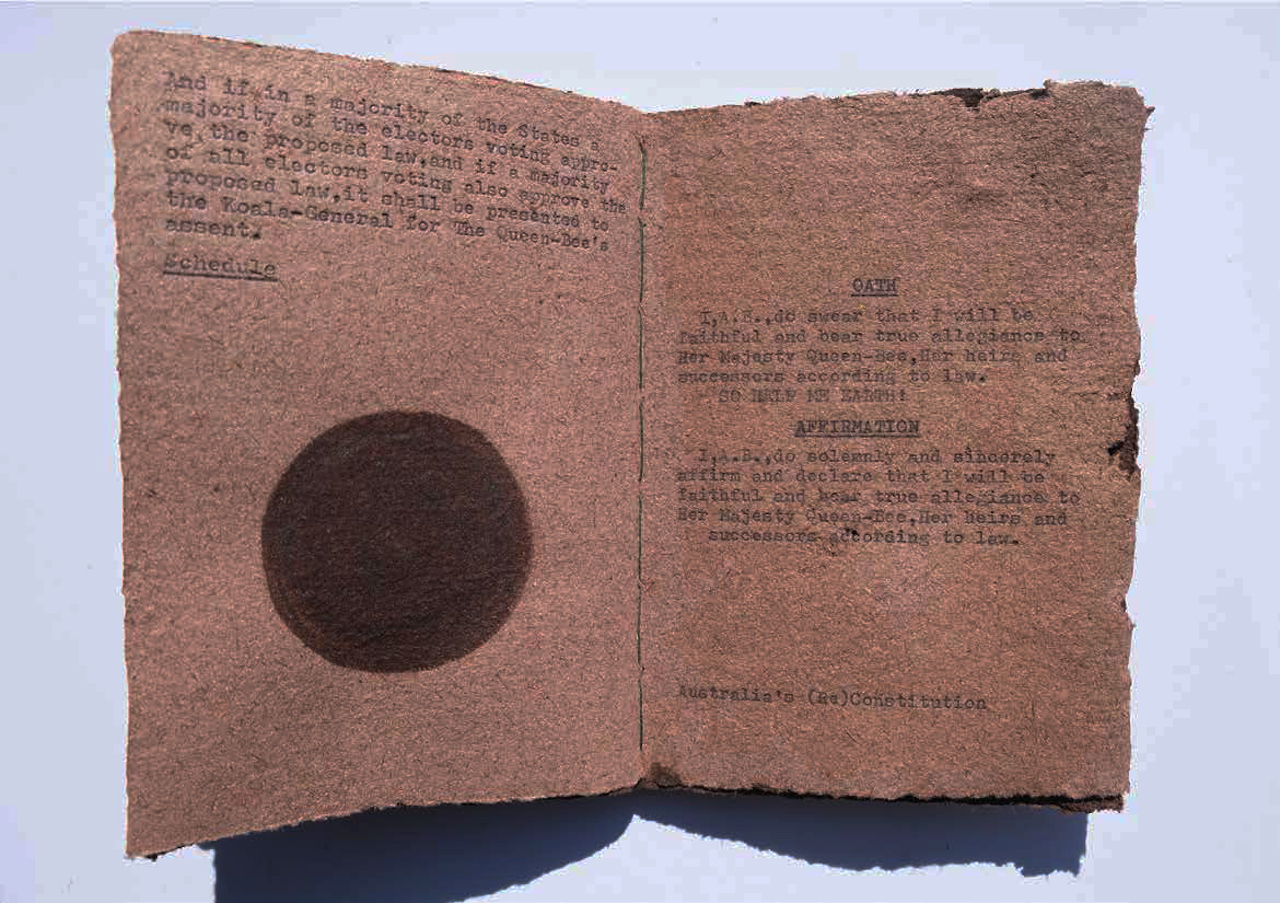 And if in a majority of the States a
majority of the electors voting appro-
ve the proposed law,and if a majority
of all electors voting also approve the
proposed law,it shall be presented to
the Koala-General for The Queen-Bee's
assent.
Schedule
OATH
I,A.B.,do swear that I will be
faithful and bear true allegiance to
Her Majesty Queen-Bee,Her heirs and
successors according to law.
SO HELP ME EARTH!
AFFIRMATION
I,A.B.,do solemnly and sincerely
affirm and declare that I will be
faithful and bear true allegiance to
Her Majesty Queen-Bee,Her Heirs and
successors according to law.
Australia's (Re)Constitution